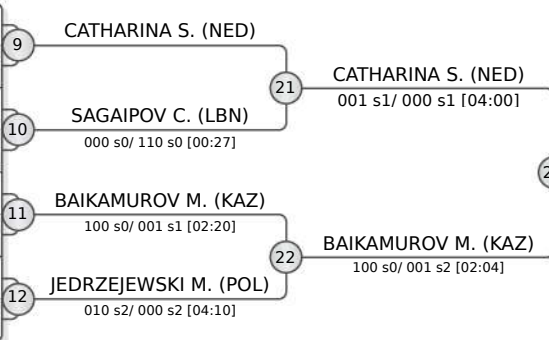 CATHARINA S. (NED)
9
21
CATHARINA S. (NED)
001 s1/ 000 s1 [04:00]
SAGAIPOV C. (LBN)
10
000 s0/ 110 s0 [00:27]
BAIKAMUROV M. (KAZ)
11
100 s0/ 001 s1 [02:20]
22
BAIKAMUROV M. (KAZ)
100 s0/ 001 s2 [02:04]
JEDRZEJEWSKI M. (POL)
12
010 s2/ 000 s2 [04:10]